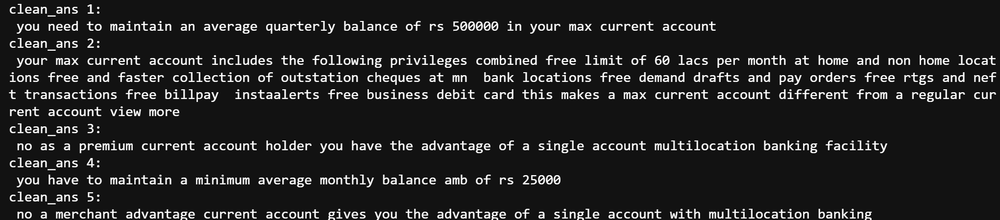 clean_ans 1:
you need to maintain an average quarterly balance of rs 500000 in your max current account
clean_ans 2:
your max current account includes the following privileges combined free limit of 60 lacs per month at home and non home locat
ions free and faster collection of outstation cheques at mn  bank locations free demand drafts and pay orders free rtgs and nef
t transactions free billpay  instaalerts free business debit card this makes a max current account different from a regular cur
rent account view more
clean_ans 3:
no as a premium current account holder you have the advantage of a single account multilocation banking facility
clean_ans 4:
you have to maintain a minimum average monthly balance amb of rs 25000
clean_ans 5:
no a merchant advantage current account gives you the advantage of a single account with multilocation banking